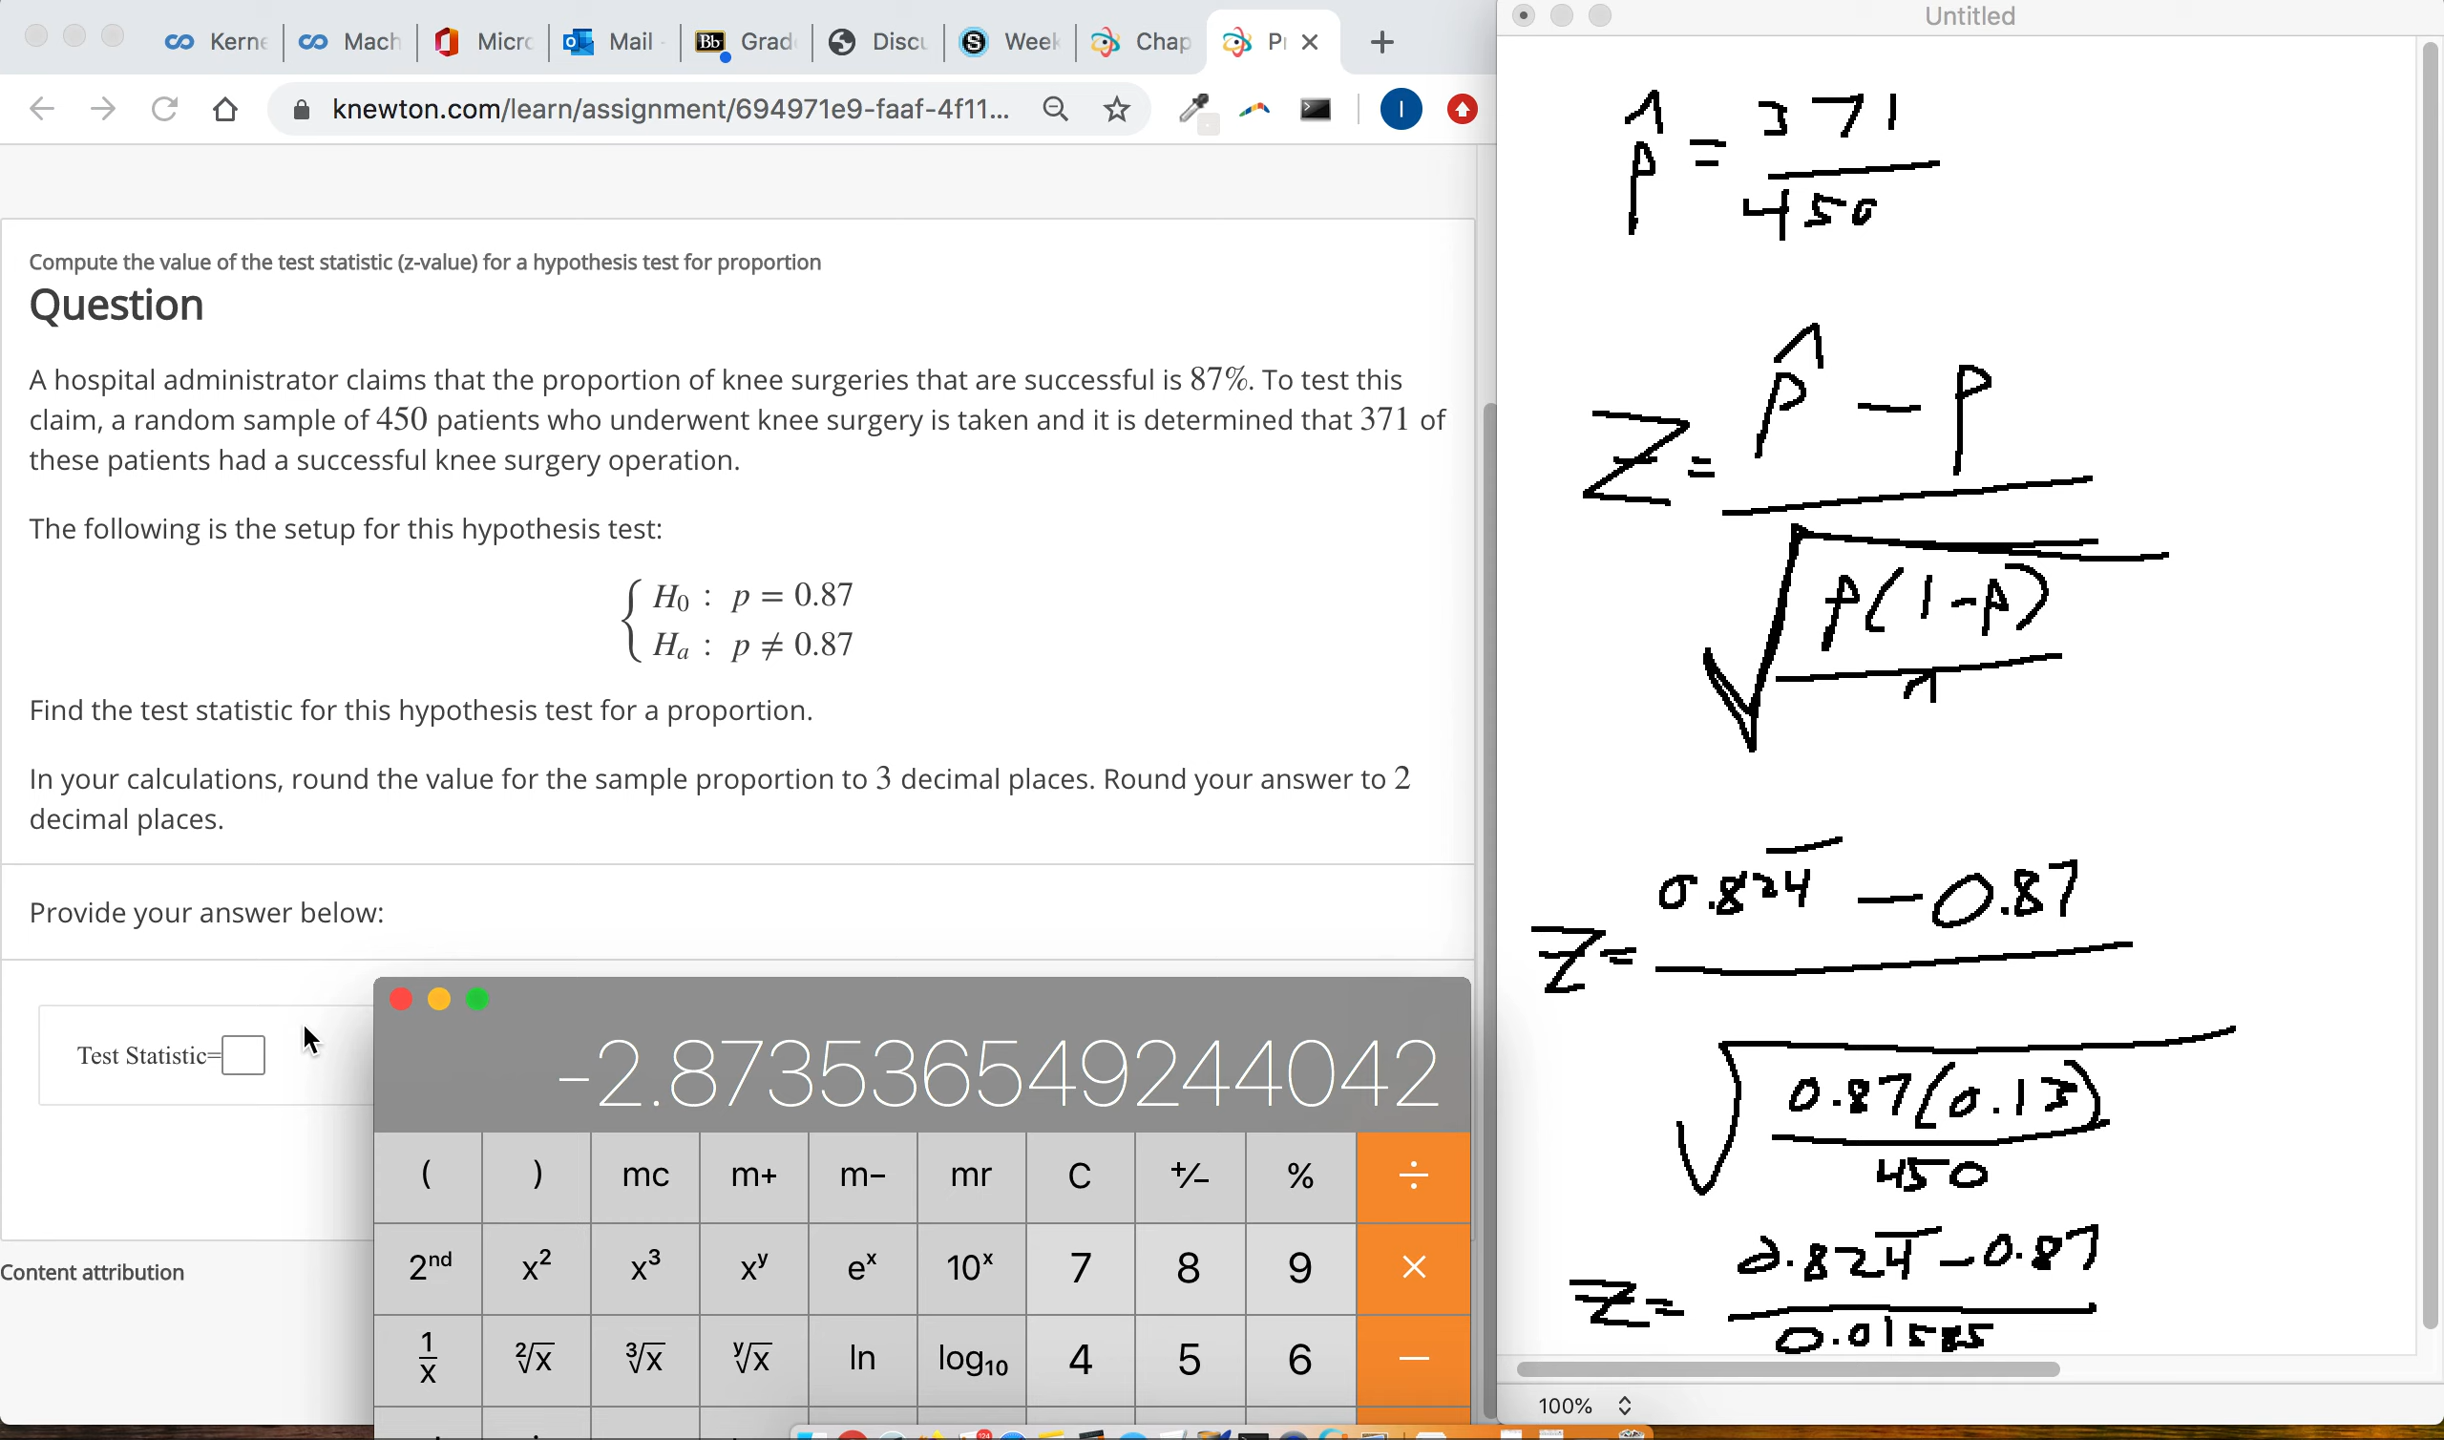 Kerne
Mach
Micro
Mail
Bb Grad
Discu
S Week
Chap
Pr
Untitled
knewton.com/learn/assignment/694971e9-faaf-4f11...
I
Compute the value of the test statistic (z-value) for a hypothesis test for proportion
Question
A hospital administrator claims that the proportion of knee surgeries that are successful is 87%. To test this
claim, a random sample of 450 patients who underwent knee surgery is taken and it is determined that 371 of
these patients had a successful knee surgery operation.
The following is the setup for this hypothesis test:
H₀ : p = 0.87
Hₐ : p ≠ 0.87
Find the test statistic for this hypothesis test for a proportion.
In your calculations, round the value for the sample proportion to 3 decimal places. Round your answer to 2
decimal places.
Provide your answer below:
Test Statistic=
Content attribution
-2.8735365492440​42
( ) mc m+ m− mr C +∕− % ÷
2nd x² x³ xʸ eˣ 10ˣ 7 8 9 ×
1/x ²√x ³√x ʸ√x ln log₁₀ 4 5 6 −
p̂ = 371
450
Z = p̂ − p
√ p(1-p)
n
Z = 0.824 − 0.87
√ 0.87(0.13)
450
Z = 0.824 − 0.87
0.01585
100%